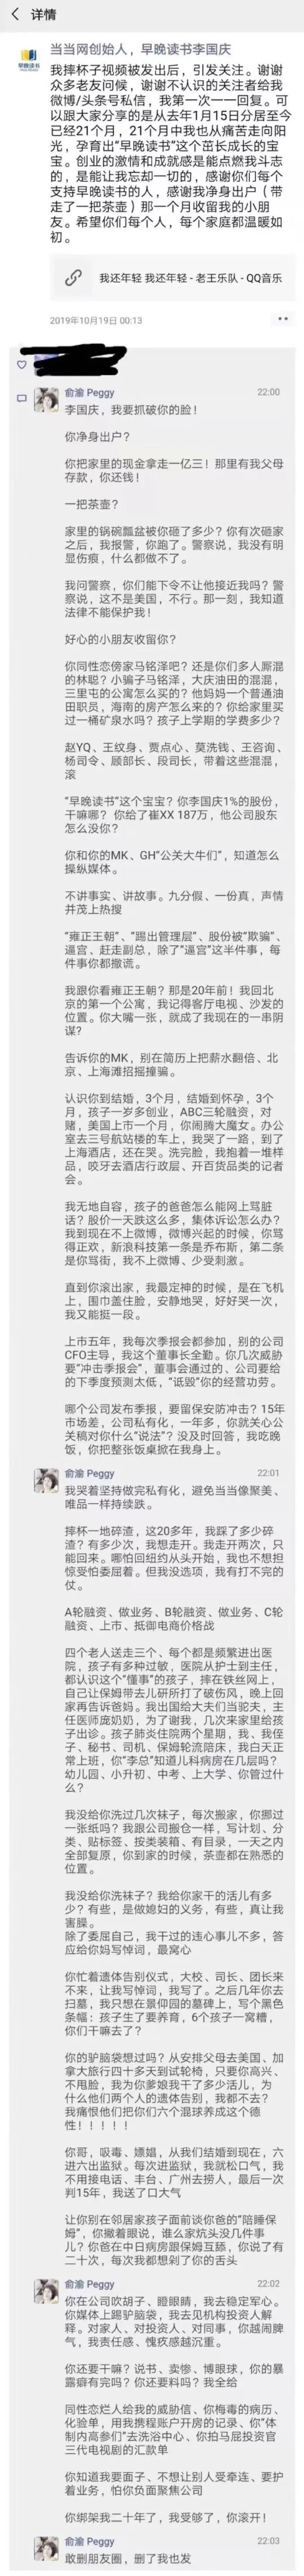 详情
当当网创始人，早晚读书李国庆
早晚读书
我摔杯子视频被发出后，引发关注。谢谢
众多老友问候，谢谢不认识的关注者给我
微博/头条号私信，我第一次一一回复。可
以跟大家分享的是从去年1月15日分居至今
已经21个月，21个月中我也从痛苦走向阳
光，孕育出“早晚读书”这个茁长成长的宝
宝。创业的激情和成就感是能点燃我斗志
的，是能让我忘却一切的，感谢你们每个
支持早晚读书的人，感谢我净身出户（带
走了一把茶壶）那一个月收留我的小朋
友。希望你们每个人，每个家庭都温暖如
初。
我还年轻 我还年轻 - 老王乐队 - QQ音乐
2019年10月19日 00:13
俞渝 Peggy 22:00
李国庆，我要抓破你的脸！
你净身出户？
你把家里的现金拿走一亿三！那里有我父母
存款，你还钱！
一把茶壶？
家里的锅碗瓢盆被你砸了多少？你有次砸家
之后，我报警，你跑了。警察说，我没有明
显伤痕，什么都做不了。
我问警察，你们能下令不让他接近我吗？警
察说，这不是美国，不行。那一刻，我知道
法律不能保护我！
好心的小朋友收留你？
你同性恋傍家马铭泽吧？还是你们多人厮混
的林聪？小骗子马铭泽，大庆油田的混混，
三里屯的公寓怎么买的？他妈妈一个普通油
田职员，海南的房产怎么来的？你给家里买
过一桶矿泉水吗？孩子上学的学费多少？
赵YQ、王纹身、贾点心、莫洗钱、王咨询、
杨司令、顾部长、段司长，带着这些混混，
滚
“早晚读书”这个宝宝？你李国庆1%的股份，
干嘛哪？ 你给了崔XX 187万，他公司股东
怎么没你？
你和你的MK、GH“公关大牛们”，知道怎么
操纵媒体。
不讲事实、讲故事。九分假、一份真，声情
并茂上热搜
“雍正王朝”、“踢出管理层”、股份被“欺骗”、
逼宫、赶走副总，除了“逼宫”这半件事，每
件事你都撒谎。
我跟你看雍正王朝？那是20年前！我回北
京的第一个公寓，我记得客厅电视、沙发的
位置。你大嘴一张，就成了我现在的一串阴
谋？
告诉你的MK，别在简历上把薪水翻倍、北
京、上海滩招摇撞骗。
认识你到结婚，3个月，结婚到怀孕，3个
月，孩子一岁多创业，ABC三轮融资，对
赌，美国上市一个月，你闹腾大魔女。办公
室去三号航站楼的车上，我哭了一路，到了
上海酒店，还在哭。洗完脸，我抱着一堆样
品，咬牙去酒店行政层、开百货品类的记者
会。
我无地自容，孩子的爸爸怎么能网上骂脏
话？股价一天跌这么多，集体诉讼怎么办？
我到现在不上微博，微博兴起的时候，你骂
得正欢，新浪科技第一条是乔布斯，第二条
是你骂街，我不上微博、少受刺激。
直到你滚出家，我最定神的时候，是在飞机
上，围巾盖住脸，安静地哭，好好哭一次，
我又能挺一段。
上市五年，我每次季报会都参加，别的公司
CFO主导，我这个董事长全勤。你几次威胁
要“冲击季报会”，董事会通过的、公司要给
的下季度预测太低，“诋毁”你的经营功劳。
哪个公司发布季报，要留保安防冲击？15年
市场差，公司私有化，一年多，你就关心公
关稿对你什么“说法”？没及时回答，我吃晚
饭，你把整张饭桌掀在我身上。
俞渝 Peggy 22:01
我哭着坚持做完私有化，避免当当像聚美、
唯品一样持续跌。
摔杯一地碎渣，这20多年，我踩了多少碎
渣？有多少次，我想走开。我走开两次，只
能回来。哪怕回纽约从头开始，我也不想担
惊受怕委屈着。但我没选项，我有打不完的
仗。
A轮融资、做业务、B轮融资、做业务、C轮
融资、上市、抵御电商价格战
四个老人送走三个、每个都是频繁进出医
院，孩子有多种过敏，医院从护士到主任，
都认识这个“懂事”的孩子，摔在铁丝网上，
自己让保姆带去儿研所打了破伤风，晚上回
家再告诉爸妈。我出国给大夫们当驼夫，主
任医师庞奶奶，为了谢我，几次来家里给孩
子出诊。孩子肺炎住院两个星期，我、我侄
子、秘书、司机、保姆轮流陪床，我白天正
常上班，你“李总”知道儿科病房在几层吗？
幼儿园、小升初、中考、上大学、你管过什
么？
我没给你洗过几次袜子，每次搬家，你挪过
一张纸吗？我跟公司搬仓一样，写计划、分
类、贴标签、按类装箱、有目录，一天之内
全部复原，你到家的时候，茶壶都在熟悉的
位置。
我没给你洗袜子？我给你家干的活儿有多
少？有些，是做媳妇的义务，有些，真让我
害臊。
除了委屈自己，我干过的违心事儿不多，答
应给你妈写悼词，最窝心
你忙着遗体告别仪式，大校、司长、团长来
不来，让我写悼词，我写了。之后几年你去
扫墓，我只想在景仰园的墓碑上，写个黑色
条幅：孩子生了要养育，6个孩子一窝糟，
你们干嘛去了？
你的驴脑袋想过吗？从安排父母去美国、加
拿大旅行四十多天到试轮椅，只要你高兴、
不甩脸，我为你爹娘我干了多少活儿，为
什么他们两个人的遗体告别，我都不去？
我痛恨他们把你们六个混球养成这个德
性！！！！！
你哥，吸毒、嫖娼，从我们结婚到现在，六
进六出监狱。每次进监狱，我就松口气，我
不用接电话、丰台、广州去捞人，最后一次
判15年，我送了口大气
让你别在邻居家孩子面前谈你爸的“陪睡保
姆”，你撇着眼说，谁么家炕头没几件事
儿？你爸在中日病房跟保姆互舔，你说了有
二十次，每次我都想剁了你的舌头
俞渝 Peggy 22:02
你在公司吹胡子、瞪眼睛，我去稳定军心。
你媒体上踢驴脑袋，我去见机构投资人解
释。对家人、对投资人、对同事，你越闹脾
气，我责任感、愧疚感越沉重。
你还要干嘛？说书、卖惨、博眼球，你的暴
露癖有完吗？你还要料吗？我全给
同性恋烂人给我的威胁信、你梅毒的病历、
化验单，用我携程账户开房的记录、你“体
制内高参们”去洗浴中心、你拍马屁投资官
三代电视剧的汇款单
你知道我要面子、不想让别人受牵连、要护
着业务，怕你负面聚焦公司
你绑架我二十年了，我受够了，你滚开！
俞渝 Peggy 22:03
敢删朋友圈，删了我也发